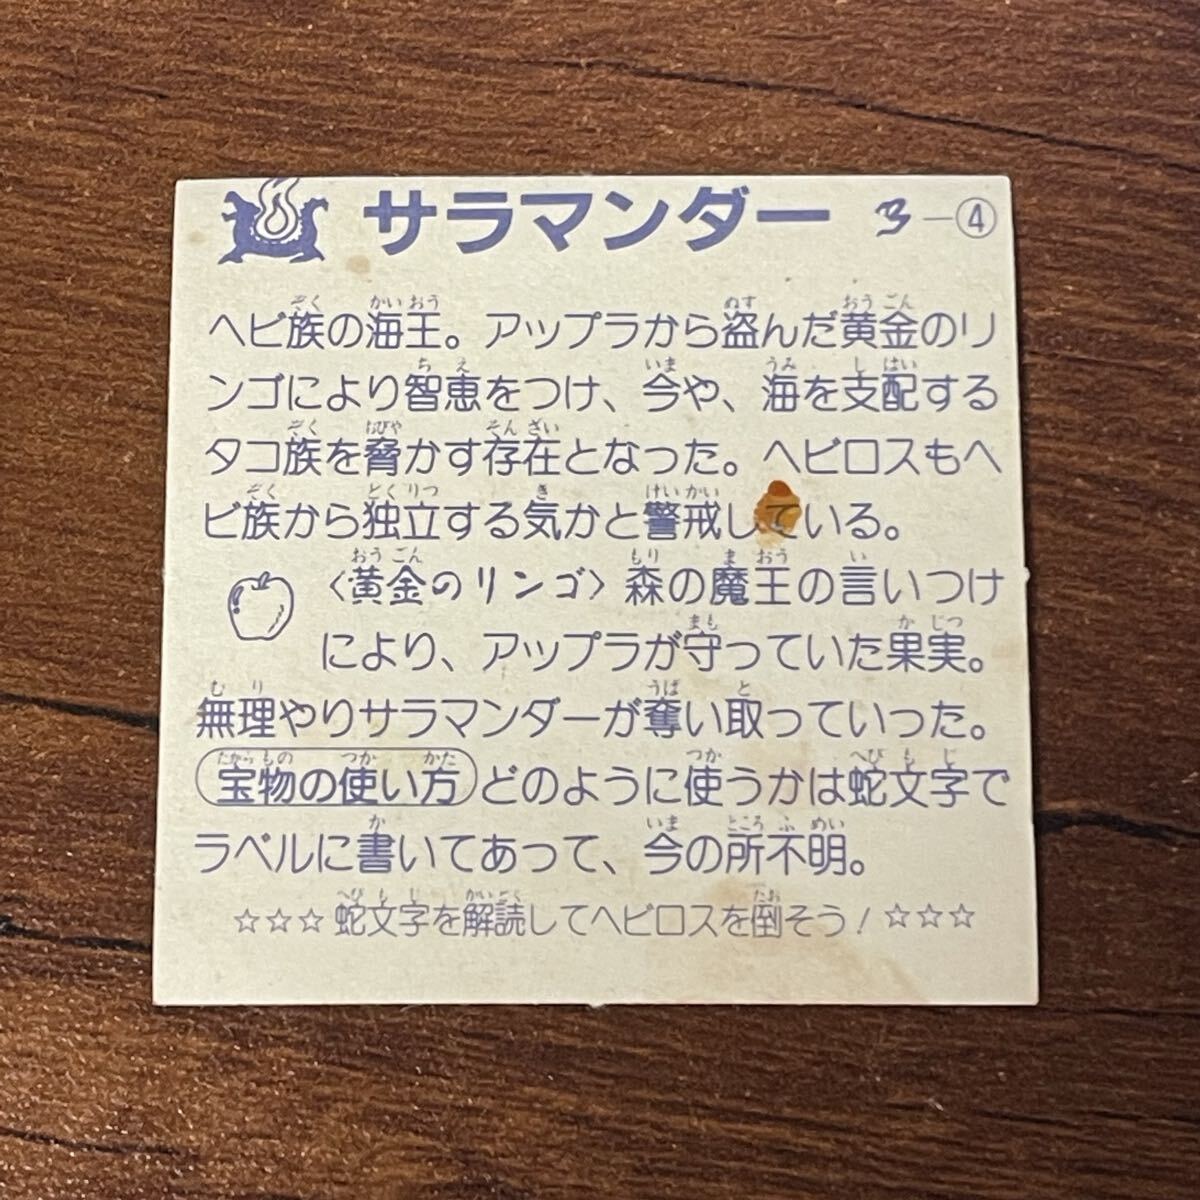 サラマンダー 3-④
ヘビ族の海王。アップラから盗んだ黄金のリ
ンゴにより智恵をつけ、今や、海を支配する
タコ族を脅かす存在となった。ヘビロスもヘ
ビ族から独立する気かと警戒している。
〈黄金のリンゴ〉森の魔王の言いつけ
により、アップラが守っていた果実。
無理やりサラマンダーが奪い取っていった。
宝物の使い方 どのように使うかは蛇文字で
ラベルに書いてあって、今の所不明。
☆☆☆蛇文字を解読してヘビロスを倒そう!☆☆☆